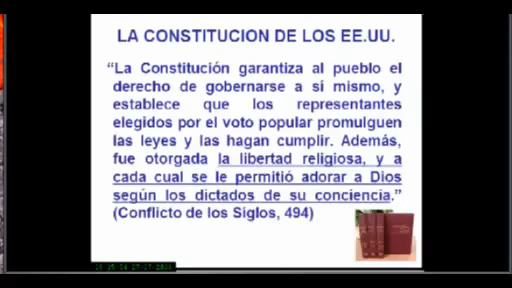 LA CONSTITUCION DE LOS EE.UU.
“La Constitución garantiza al pueblo el
derecho de gobernarse a sí mismo, y
establece que los representantes
elegidos por el voto popular promulguen
las leyes y las hagan cumplir. Además,
fue otorgada la libertad religiosa, y a
cada cual se le permitió adorar a Dios
según los dictados de su conciencia.”
(Conflicto de los Siglos, 494)